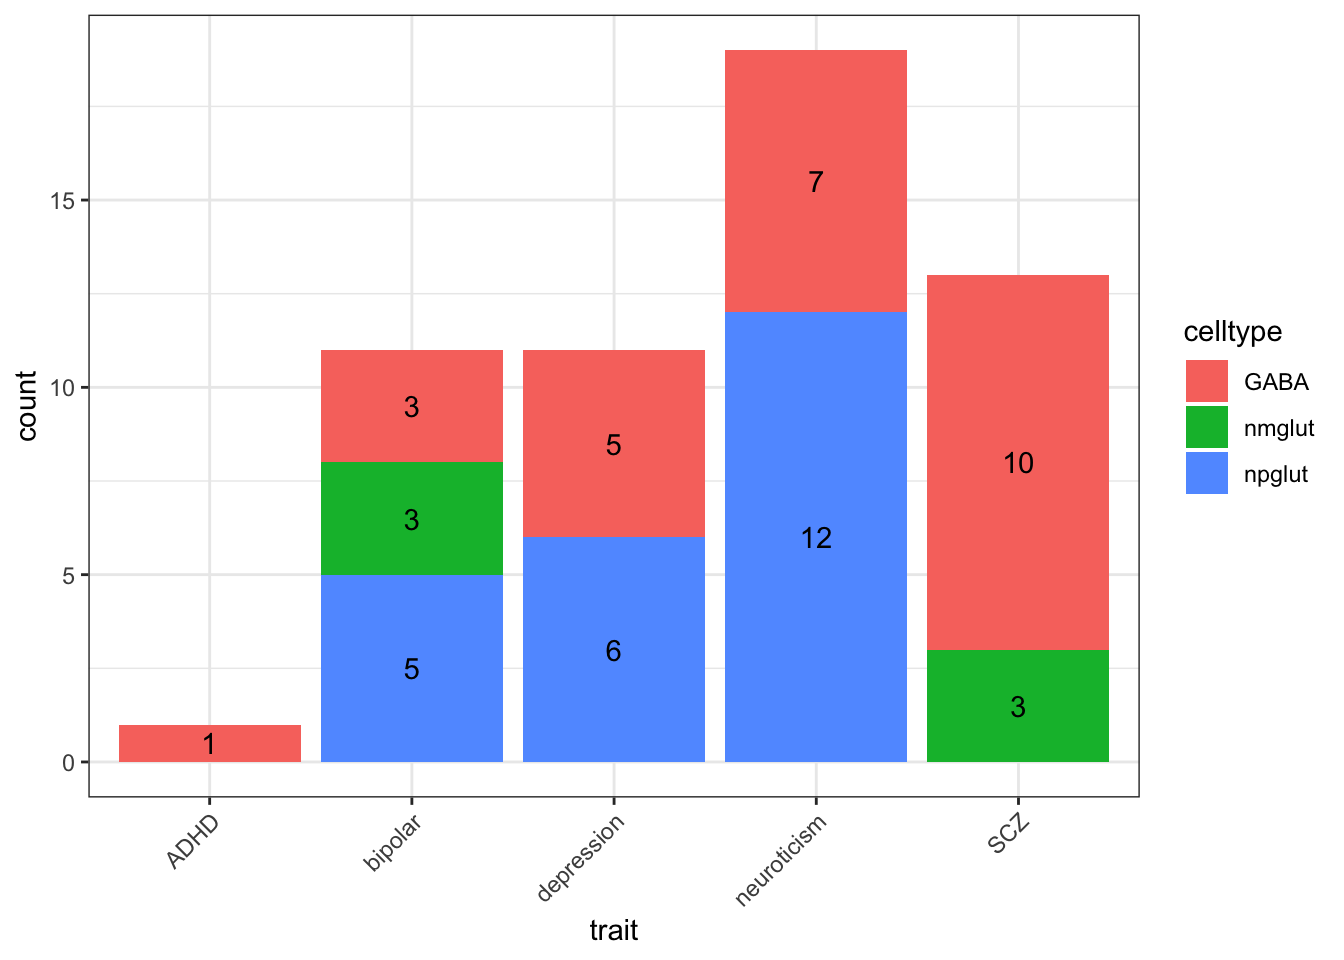 count
15
10
5
0
1
3
3
5
5
6
7
12
10
3
ADHD
bipolar
depression
neuroticism
SCZ
trait
celltype
GABA
nmglut
npglut